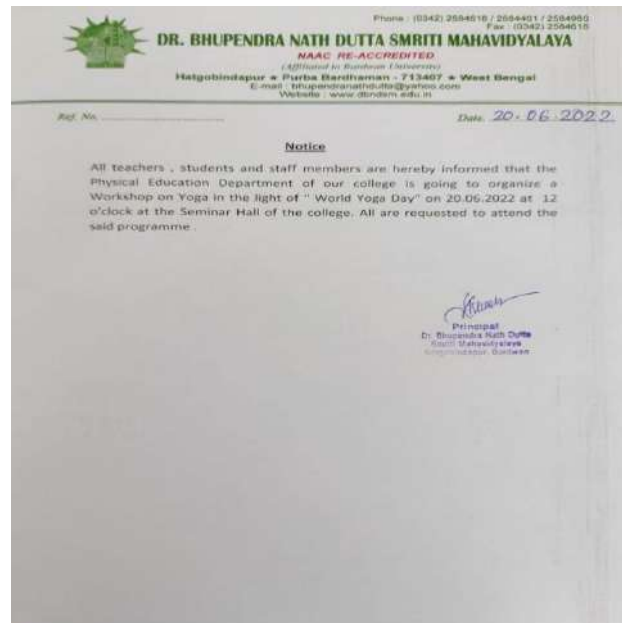 Phone : (0342) 2584618 / 2584401 / 2584980
Fax : (0342) 2584618
DR. BHUPENDRA NATH DUTTA SMRITI MAHAVIDYALAYA
NAAC RE-ACCREDITED
(Affiliated to Burdwan University)
Hatgobindapur ★ Purba Bardhaman - 713407 ★ West Bengal
E-mail : bhupendranathdutta@yahoo.com
Website : www.dbndsm.edu.in
Ref. No.
Date. 20.06.2022
Notice
All teachers , students and staff members are hereby informed that the
Physical Education Department of our college is going to organize a
Workshop on Yoga in the light of " World Yoga Day" on 20.06.2022 at 12
o'clock at the Seminar Hall of the college. All are requested to attend the
said programme .
Principal
Dr. Bhupendra Nath Dutta
Smriti Mahavidyalaya
Hatgobindapur, Burdwan